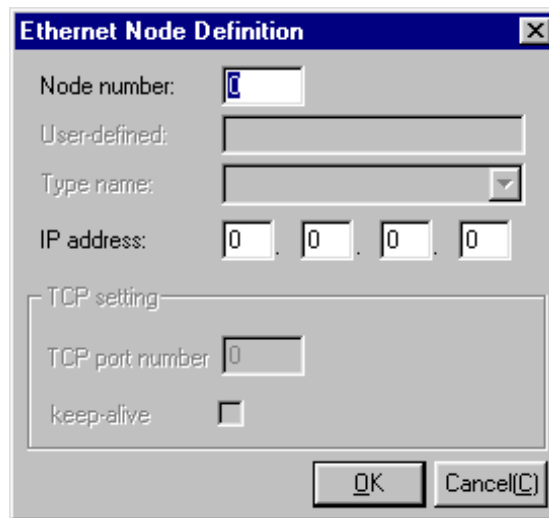 Ethernet Node Definition
Node number: 0
User-defined:
Type name:
IP address: 0 . 0 . 0 . 0
TCP setting
TCP port number 0
keep-alive
OK Cancel(C)